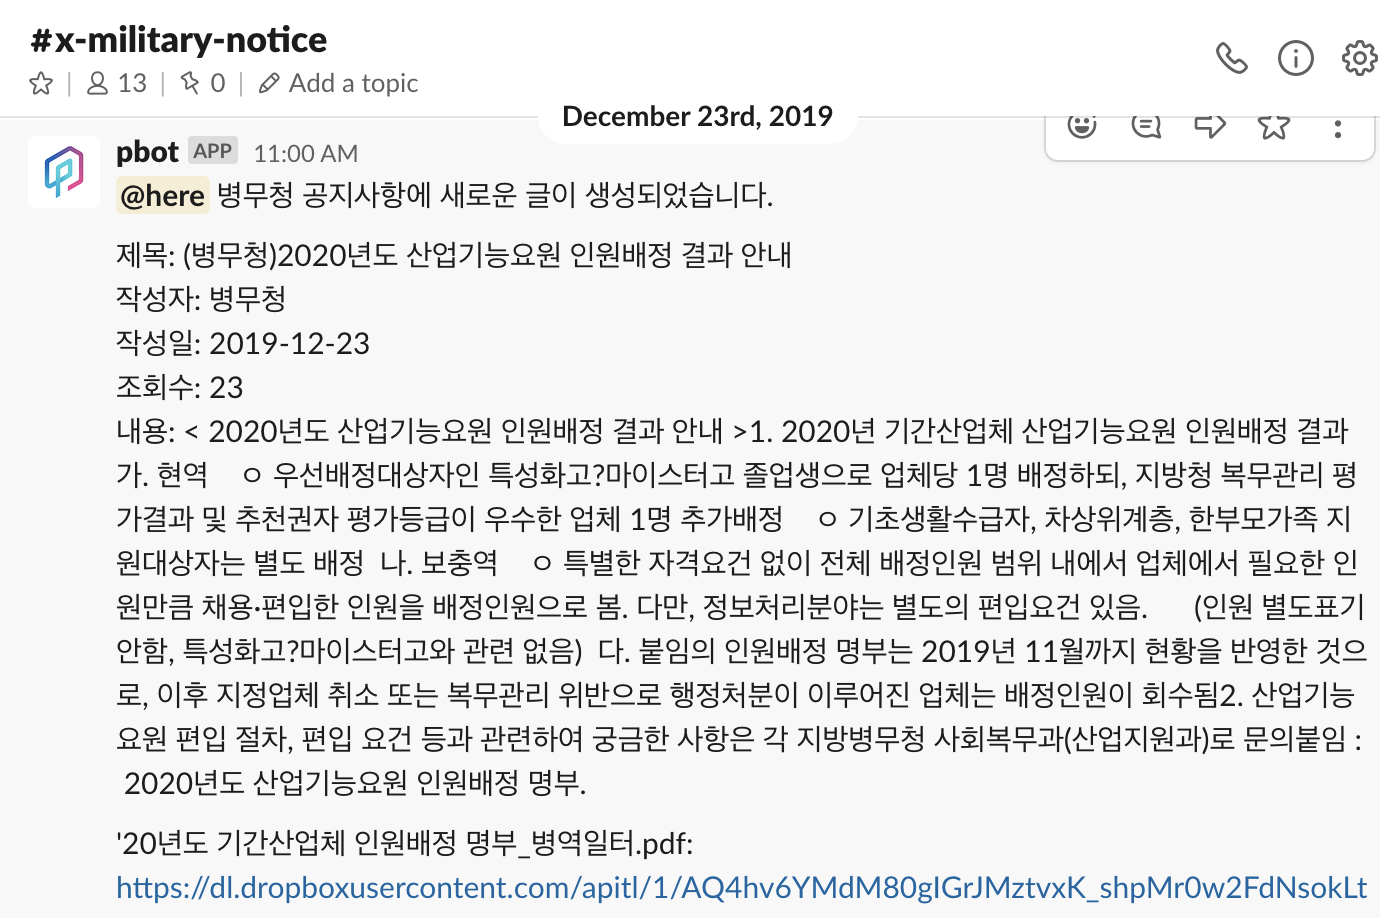 #x-military-notice
13 | 0 | Add a topic
December 23rd, 2019
pbot APP 11:00 AM
@here 병무청 공지사항에 새로운 글이 생성되었습니다.
제목: (병무청)2020년도 산업기능요원 인원배정 결과 안내
작성자: 병무청
작성일: 2019-12-23
조회수: 23
내용: < 2020년도 산업기능요원 인원배정 결과 안내 >1. 2020년 기간산업체 산업기능요원 인원배정 결과
가. 현역 ㅇ 우선배정대상자인 특성화고?마이스터고 졸업생으로 업체당 1명 배정하되, 지방청 복무관리 평
가결과 및 추천권자 평가등급이 우수한 업체 1명 추가배정 ㅇ 기초생활수급자, 차상위계층, 한부모가족 지
원대상자는 별도 배정 나. 보충역 ㅇ 특별한 자격요건 없이 전체 배정인원 범위 내에서 업체에서 필요한 인
원만큼 채용·편입한 인원을 배정인원으로 봄. 다만, 정보처리분야는 별도의 편입요건 있음. (인원 별도표기
안함, 특성화고?마이스터고와 관련 없음) 다. 붙임의 인원배정 명부는 2019년 11월까지 현황을 반영한 것으
로, 이후 지정업체 취소 또는 복무관리 위반으로 행정처분이 이루어진 업체는 배정인원이 회수됨2. 산업기능
요원 편입 절차, 편입 요건 등과 관련하여 궁금한 사항은 각 지방병무청 사회복무과(산업지원과)로 문의붙임 :
2020년도 산업기능요원 인원배정 명부.
'20년도 기간산업체 인원배정 명부_병역일터.pdf:
https://dl.dropboxusercontent.com/apitl/1/AQ4hv6YMdM80gIGrJMztvxK_shpMr0w2FdNsokLt